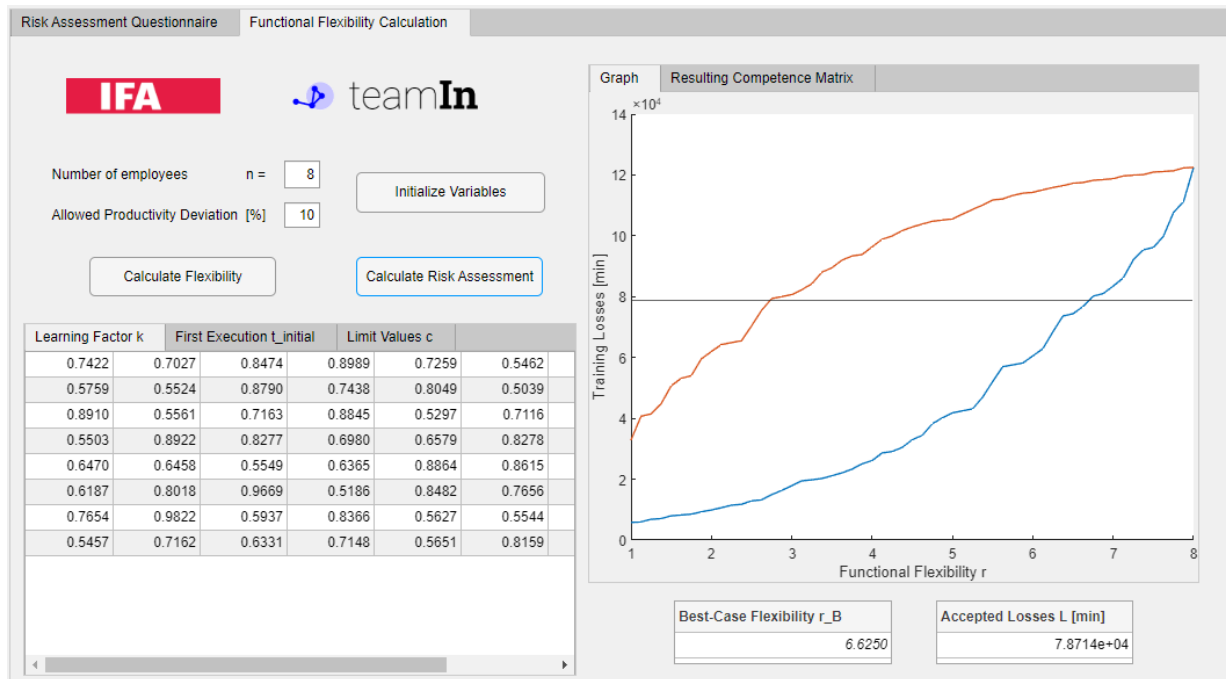 Risk Assessment Questionnaire Functional Flexibility Calculation
IFA teamIn
Number of employees n = 8
Allowed Productivity Deviation [%] 10
Initialize Variables
Calculate Flexibility Calculate Risk Assessment
Learning Factor k First Execution t_initial Limit Values c
0.7422 0.7027 0.8474 0.8989 0.7259 0.5462
0.5759 0.5524 0.8790 0.7438 0.8049 0.5039
0.8910 0.5561 0.7163 0.8845 0.5297 0.7116
0.5503 0.8922 0.8277 0.6980 0.6579 0.8278
0.6470 0.6458 0.5549 0.6365 0.8864 0.8615
0.6187 0.8018 0.9669 0.5186 0.8482 0.7656
0.7654 0.9822 0.5937 0.8366 0.5627 0.5544
0.5457 0.7162 0.6331 0.7148 0.5651 0.8159
Graph Resulting Competence Matrix
×10⁴
14
12
10
8
6
4
2
0
Training Losses [min]
1 2 3 4 5 6 7 8
Functional Flexibility r
Best-Case Flexibility r_B Accepted Losses L [min]
6.6250 7.8714e+04